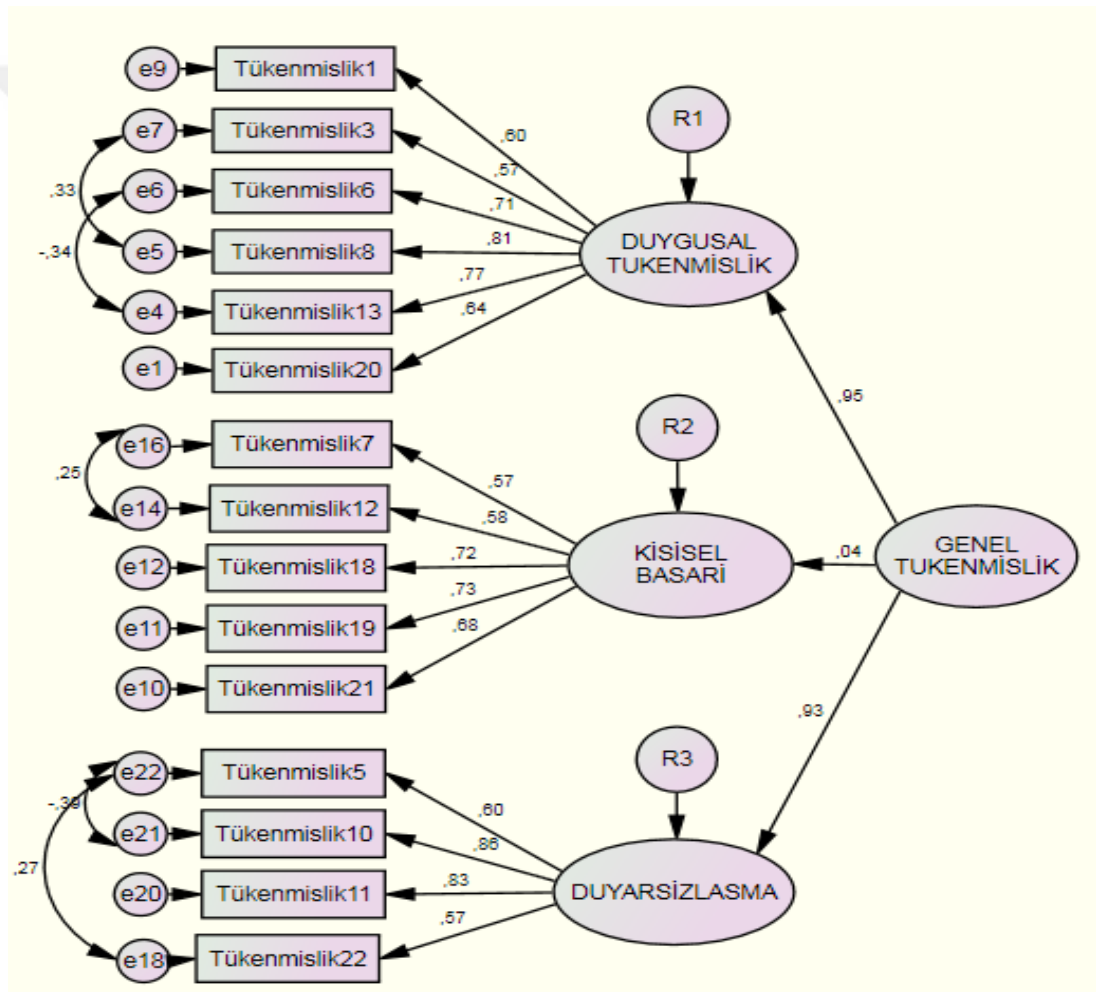 e9
Tükenmislik1
e7
Tükenmislik3
e6
Tükenmislik6
e5
Tükenmislik8
e4
Tükenmislik13
e1
Tükenmislik20
,33
-,34
,60
,57
,71
,81
,77
,64
R1
DUYGUSAL
TUKENMİSLİK
,95
e16
Tükenmislik7
e14
Tükenmislik12
e12
Tükenmislik18
e11
Tükenmislik19
e10
Tükenmislik21
,25
,57
,58
,72
,73
,68
R2
KİSİSEL
BASARİ
,04
GENEL
TUKENMİSLİK
,93
e22
Tükenmislik5
e21
Tükenmislik10
e20
Tükenmislik11
e18
Tükenmislik22
,27
,60
,86
,83
,57
R3
DUYARSİZLASMA